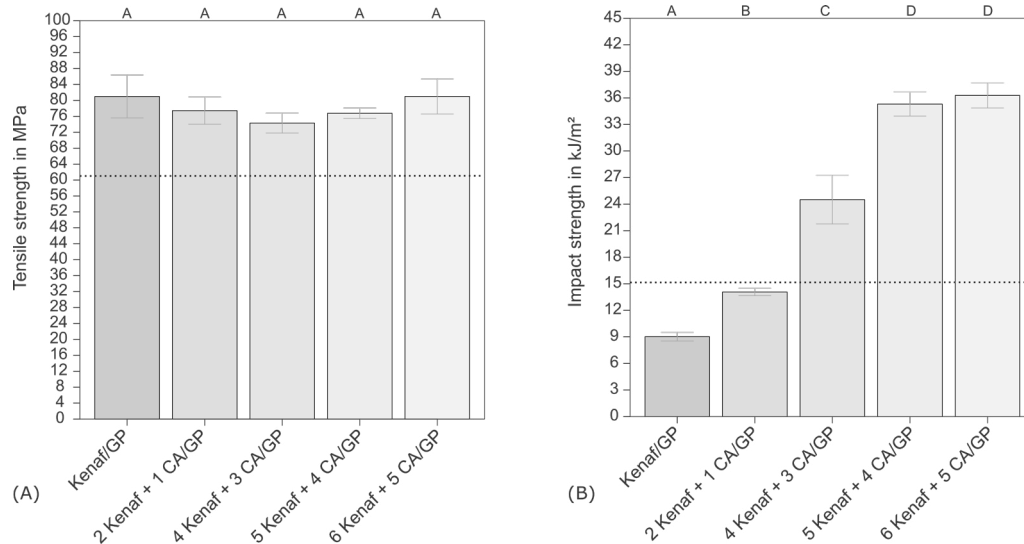 A A A A A
100
96
92
88
84
80
76
72
68
64
60
56
52
48
44
40
36
32
28
24
20
16
12
8
4
0
Tensile strength in MPa
Kenaf/GP
2 Kenaf + 1 CA/GP
4 Kenaf + 3 CA/GP
5 Kenaf + 4 CA/GP
6 Kenaf + 5 CA/GP
(A)
A B C D D
45
42
39
36
33
30
27
24
21
18
15
12
9
6
3
0
Impact strength in kJ/m²
Kenaf/GP
2 Kenaf + 1 CA/GP
4 Kenaf + 3 CA/GP
5 Kenaf + 4 CA/GP
6 Kenaf + 5 CA/GP
(B)